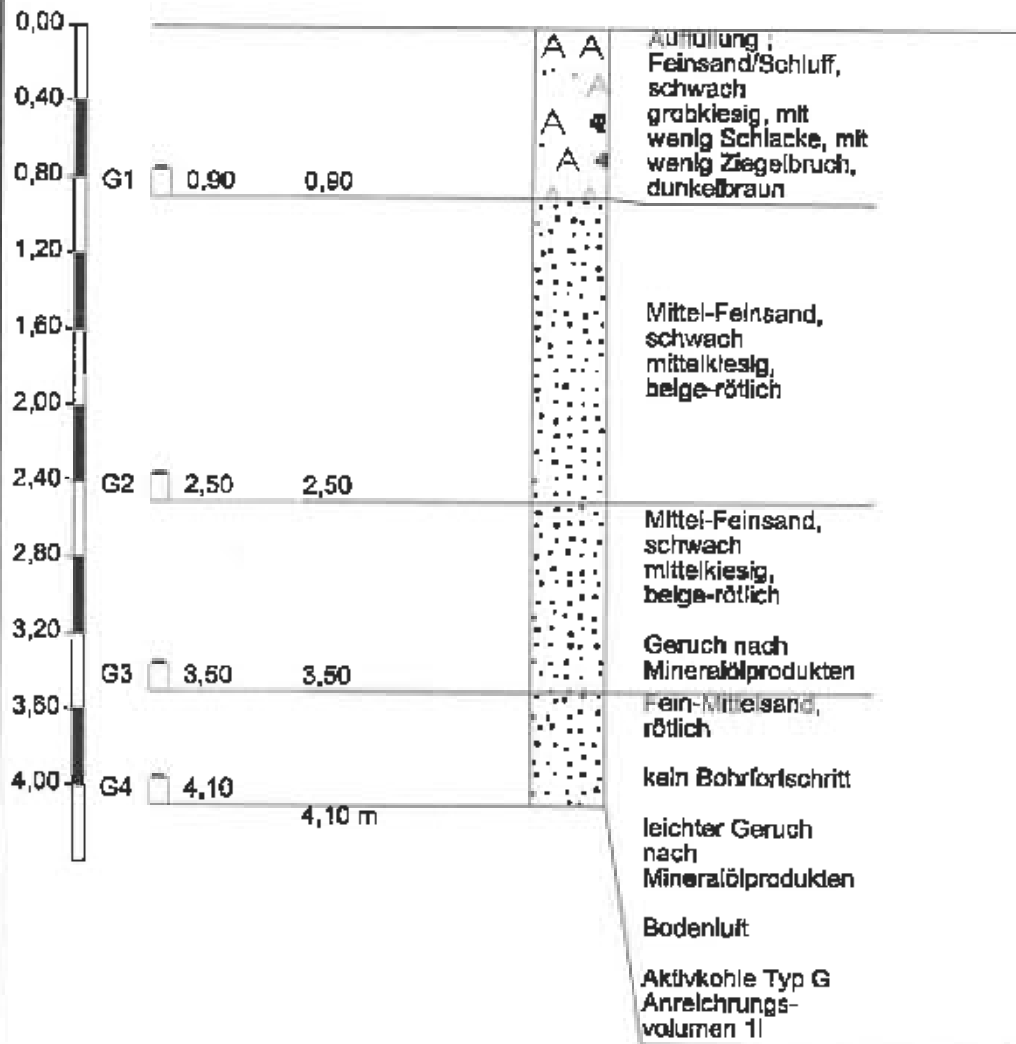 0,00
Auffüllung ;
Feinsand/Schluff,
schwach
grobkiesig, mit
wenig Schlacke, mit
wenig Ziegelbruch,
dunkelbraun
0,40
0,80
G1 0,90 0,90
1,20
1,60
Mittel-Feinsand,
schwach
mittelkiesig,
beige-rötlich
2,00
2,40
G2 2,50 2,50
Mittel-Feinsand,
schwach
mittelkiesig,
beige-rötlich
2,80
3,20
Geruch nach
Mineralölprodukten
G3 3,50 3,50
3,60
Fein-Mittelsand,
rötlich
kein Bohrfortschritt
4,00
G4 4,10
4,10 m
leichter Geruch
nach
Mineralölprodukten
Bodenluft
Aktivkohle Typ G
Anreichrungs-
volumen 1l
A A
A
A
A
A A